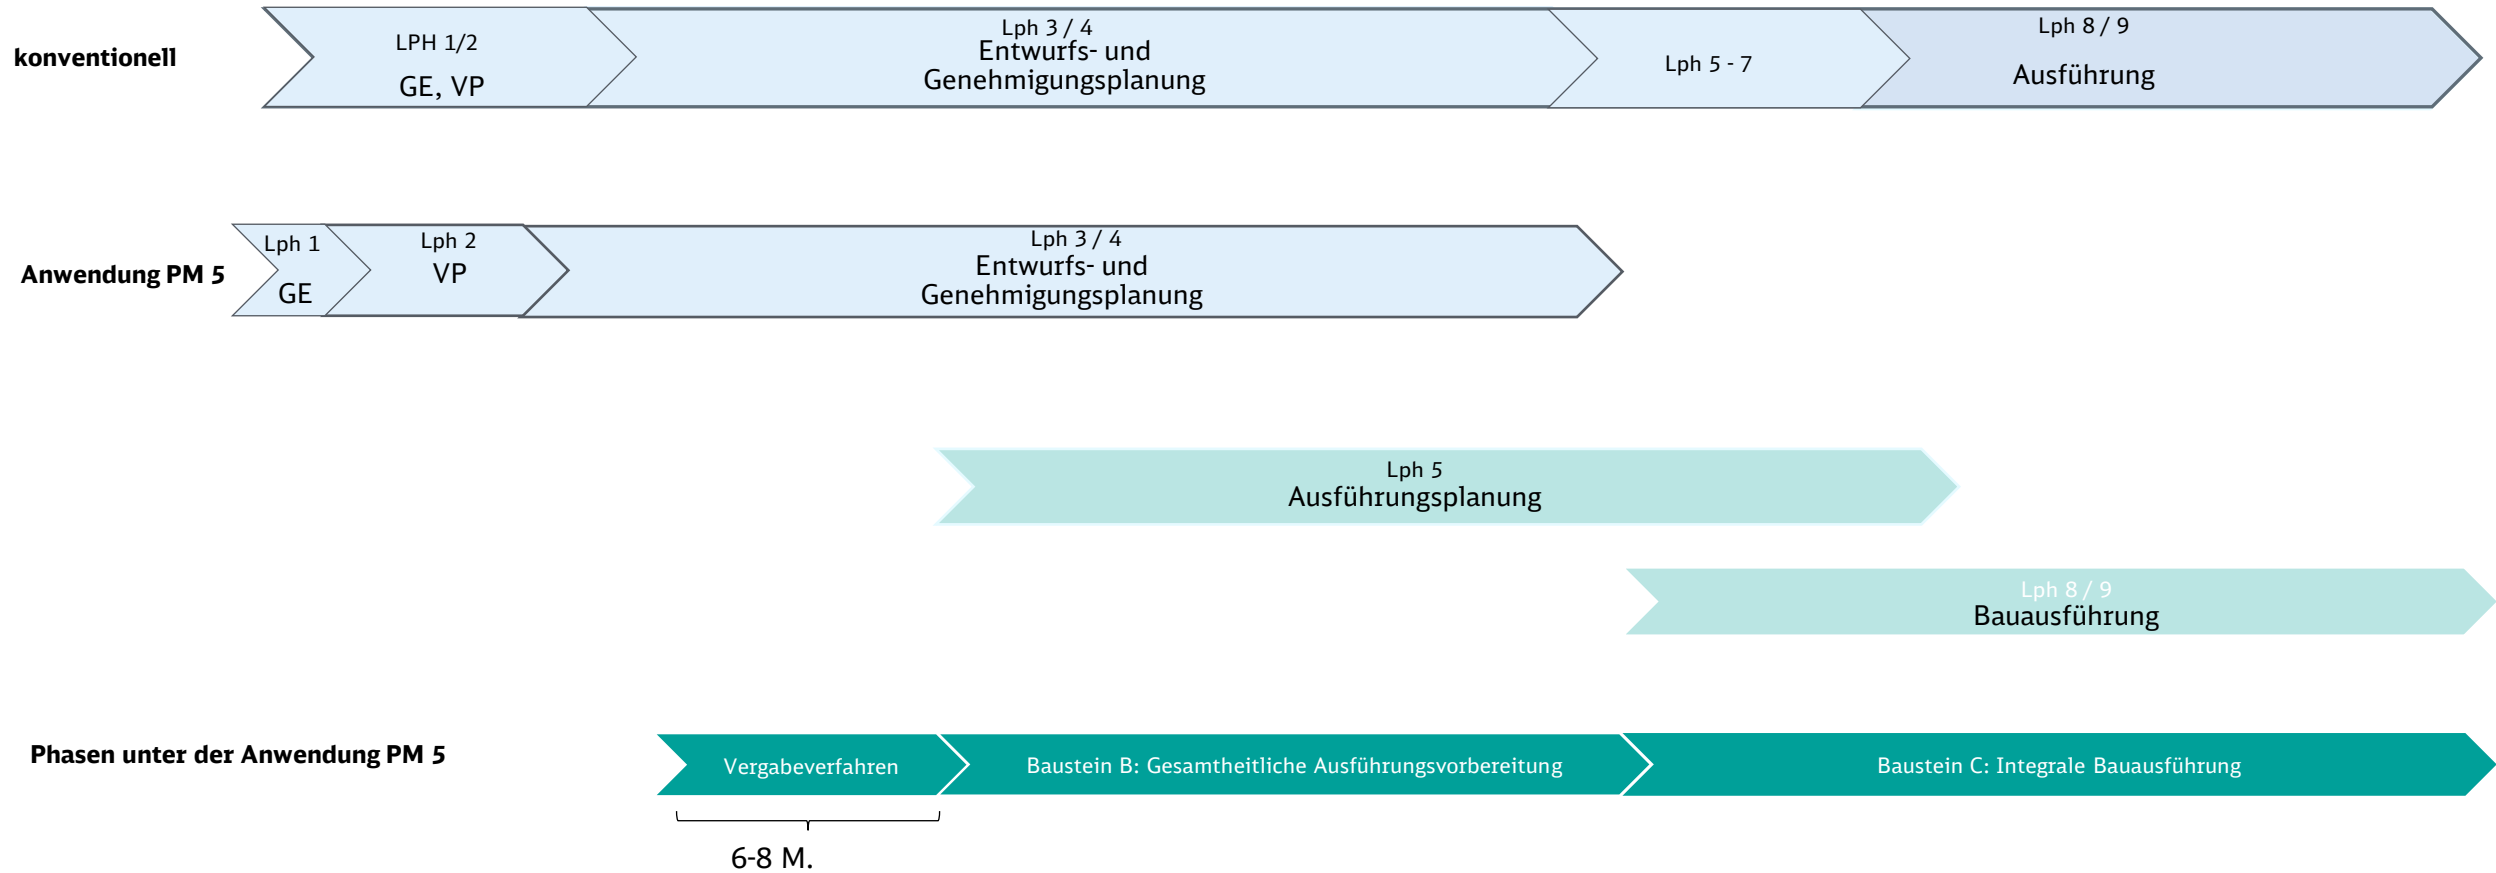 konventionell
LPH 1/2
GE, VP
Lph 3 / 4
Entwurfs- und
Genehmigungsplanung
Lph 5 - 7
Lph 8 / 9
Ausführung
Anwendung PM 5
Lph 1
GE
Lph 2
VP
Lph 3 / 4
Entwurfs- und
Genehmigungsplanung
Lph 5
Ausführungsplanung
Lph 8 / 9
Bauausführung
Phasen unter der Anwendung PM 5
Vergabeverfahren
Baustein B: Gesamtheitliche Ausführungsvorbereitung
Baustein C: Integrale Bauausführung
6-8 M.